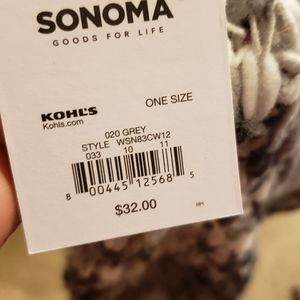 SONOMA
GOODS FOR LIFE
KOHL'S
Kohls.com
ONE SIZE
020 GREY
STYLE WSN83CW12
033 10 11
8 00445 12568 5
$32.00